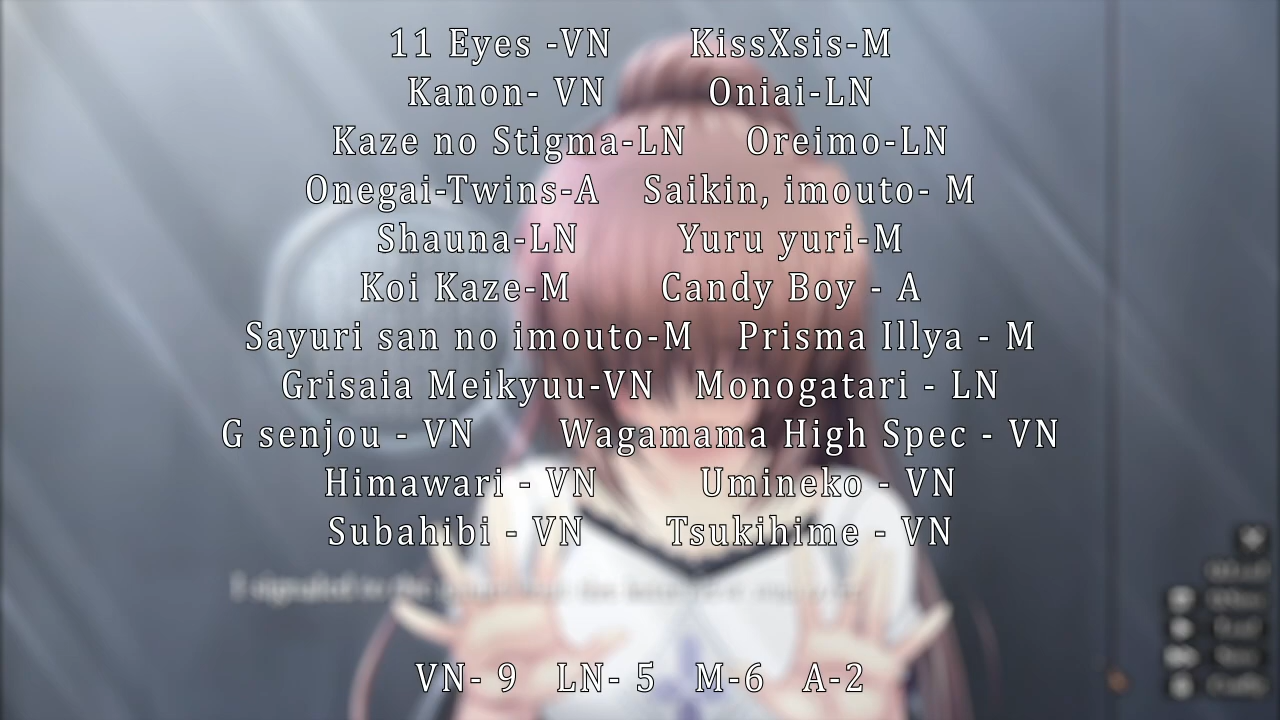 11 Eyes -VN KissXsis-M
Kanon- VN Oniai-LN
Kaze no Stigma-LN Oreimo-LN
Onegai-Twins-A Saikin, imouto- M
Shauna-LN Yuru yuri-M
Koi Kaze-M Candy Boy - A
Sayuri san no imouto-M Prisma Illya - M
Grisaia Meikyuu-VN Monogatari - LN
G senjou - VN Wagamama High Spec - VN
Himawari - VN Umineko - VN
Subahibi - VN Tsukihime - VN
I signaled to the
VN- 9 LN- 5 M-6 A-2